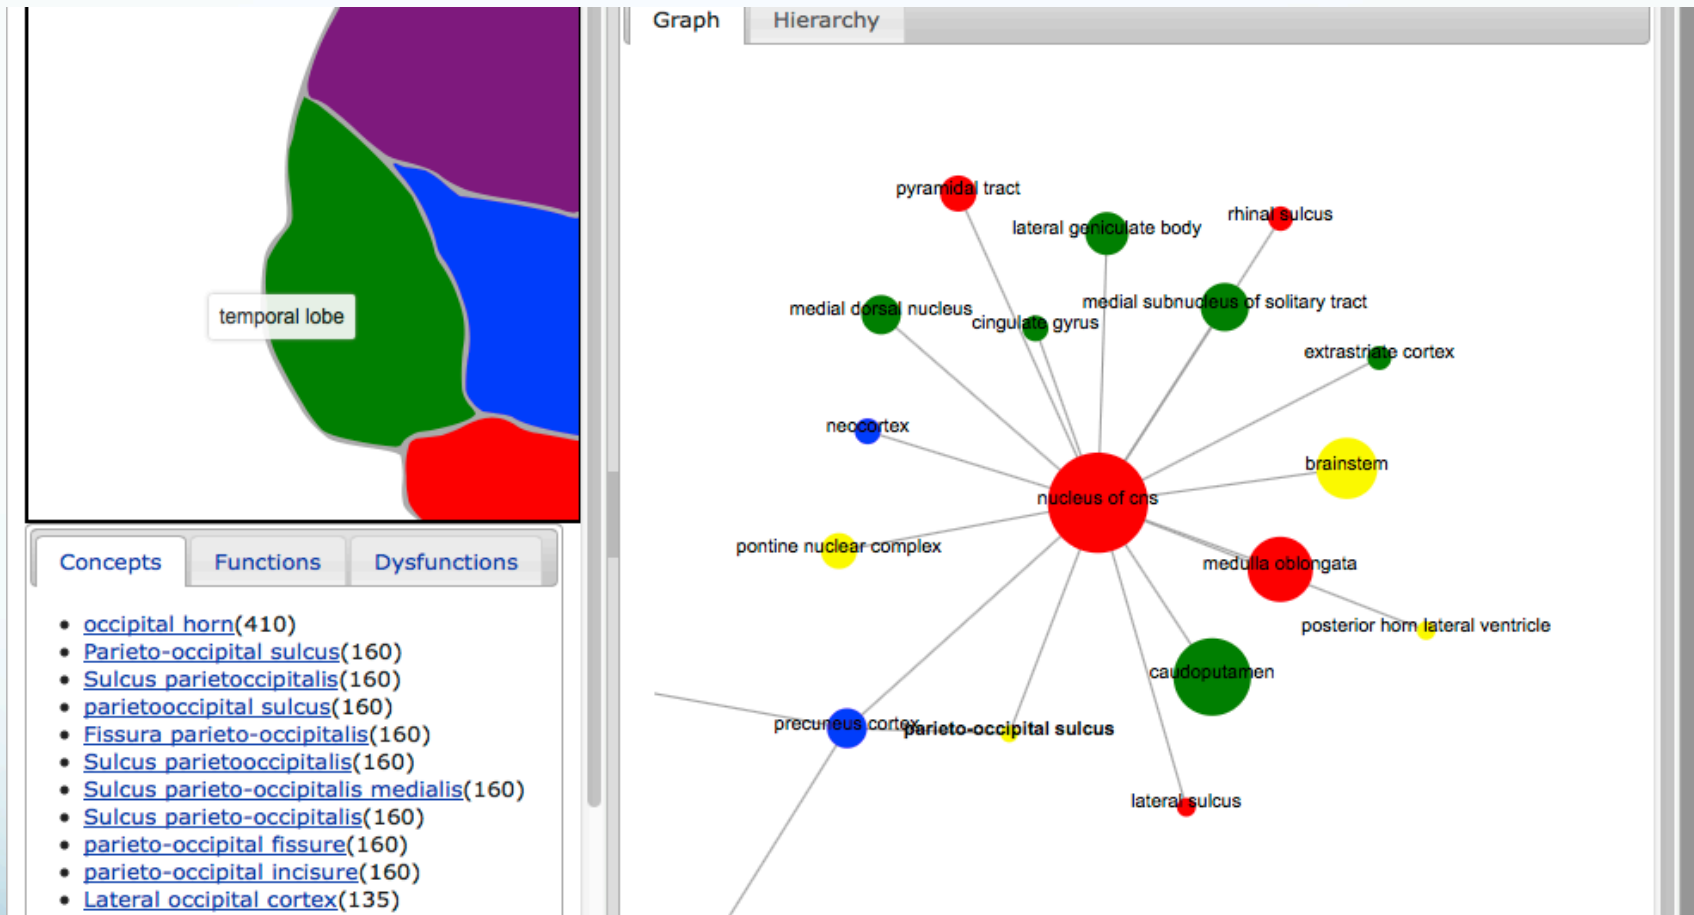 Graph
Hierarchy
temporal lobe
Concepts
Functions
Dysfunctions
occipital horn(410)
Parieto-occipital sulcus(160)
Sulcus parietoccipitalis(160)
parietooccipital sulcus(160)
Fissura parieto-occipitalis(160)
Sulcus parietooccipitalis(160)
Sulcus parieto-occipitalis medialis(160)
Sulcus parieto-occipitalis(160)
parieto-occipital fissure(160)
parieto-occipital incisure(160)
Lateral occipital cortex(135)
pyramidal tract
rhinal sulcus
lateral geniculate body
medial subnucleus of solitary tract
medial dorsal nucleus
cingulate gyrus
extrastriate cortex
neocortex
brainstem
nucleus of cns
pontine nuclear complex
medulla oblongata
posterior horn lateral ventricle
caudoputamen
precuneus cortex
parieto-occipital sulcus
lateral sulcus